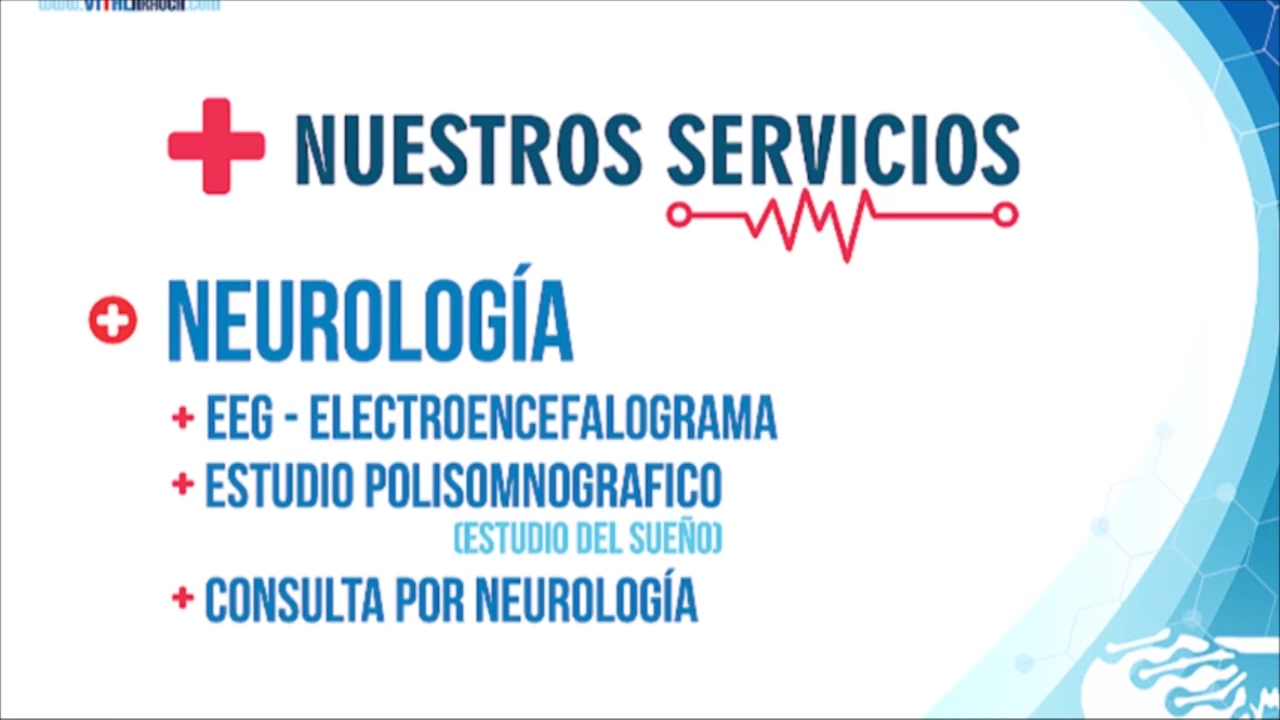 NUESTROS SERVICIOS
NEUROLOGÍA
+ EEG - ELECTROENCEFALOGRAMA
+ ESTUDIO POLISOMNOGRAFICO
(ESTUDIO DEL SUEÑO)
+ CONSULTA POR NEUROLOGÍA